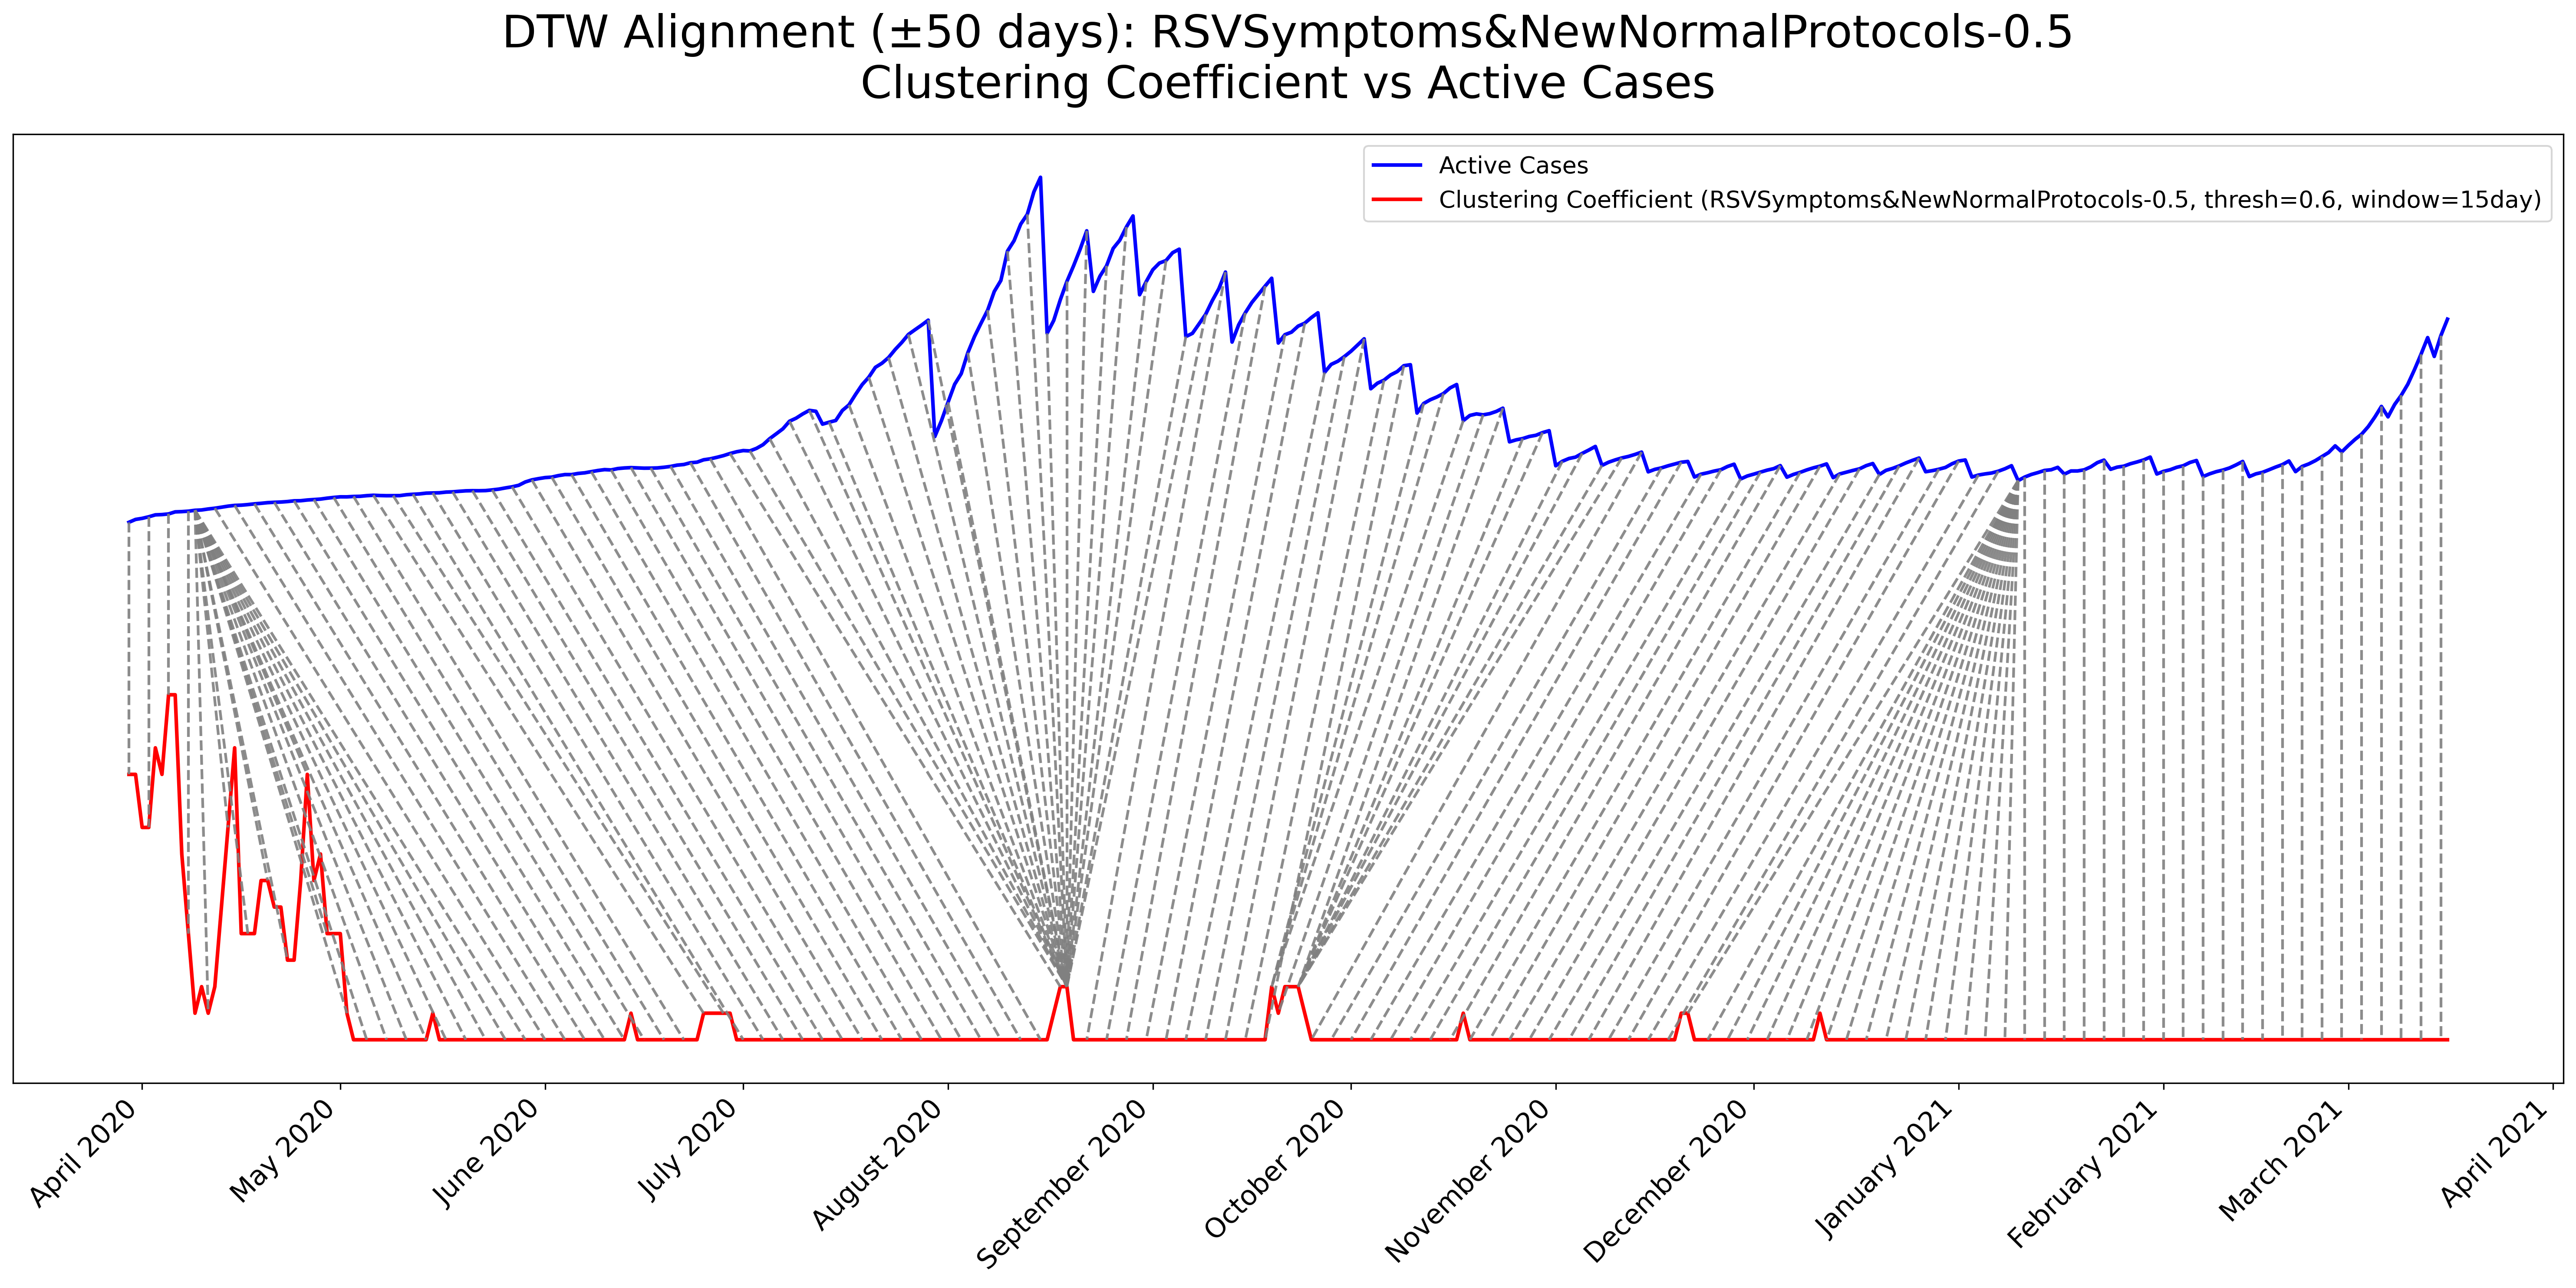 DTW Alignment (±50 days): RSVSymptoms&NewNormalProtocols-0.5
Clustering Coefficient vs Active Cases
Active Cases
Clustering Coefficient (RSVSymptoms&NewNormalProtocols-0.5, thresh=0.6, window=15day)
April 2020
May 2020
June 2020
July 2020
August 2020
September 2020
October 2020
November 2020
December 2020
January 2021
February 2021
March 2021
April 2021